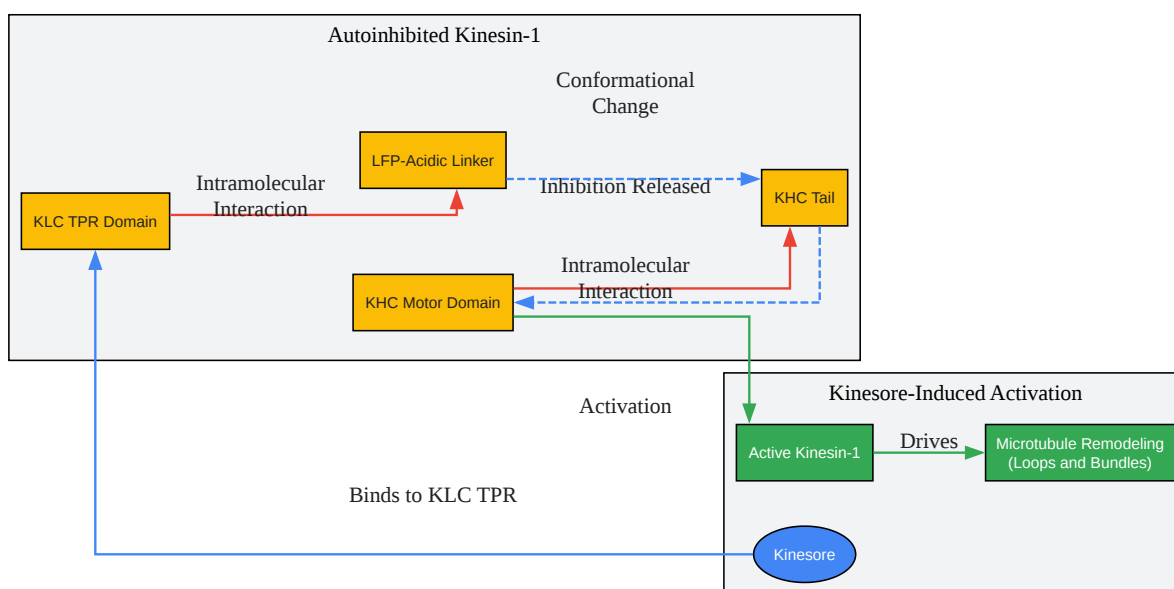 Autoinhibited Kinesin-1
Conformational
Change
LFP-Acidic Linker
Intramolecular
Interaction
Inhibition Released
KHC Tail
KLC TPR Domain
Intramolecular
Interaction
KHC Motor Domain
Kinesore-Induced Activation
Activation
Active Kinesin-1
Drives
Microtubule Remodeling
(Loops and Bundles)
Binds to KLC TPR
Kinesore